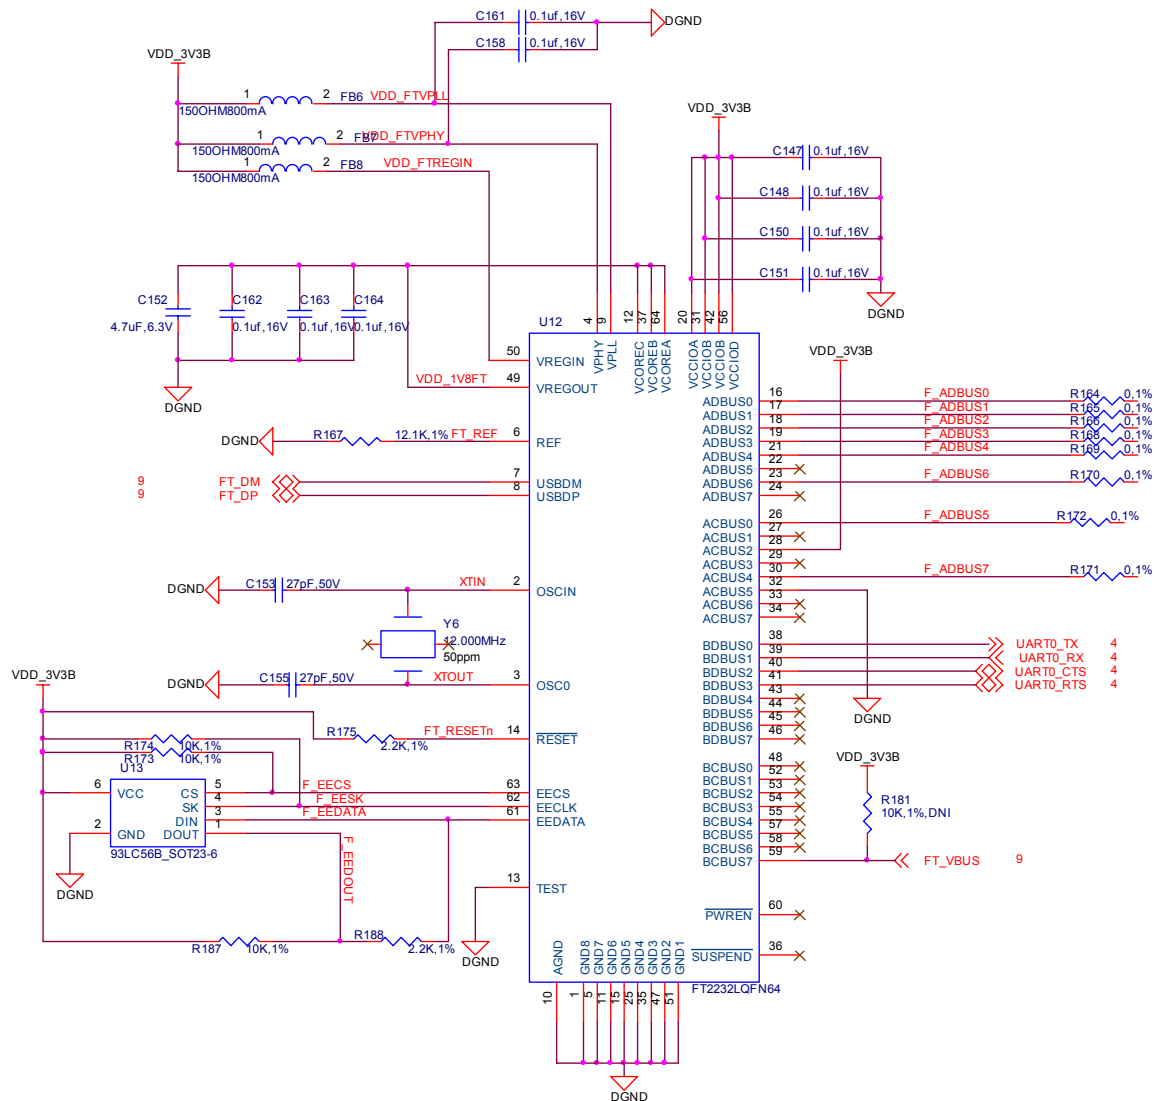 C161 0.1uf,16V DGND
C158 0.1uf,16V
VDD_3V3B
1 2 FB6 VDD_FTVPLL
150OHM800mA
1 2 FB7 VDD_FTVPHY
150OHM800mA
1 2 FB8 VDD_FTREGIN
150OHM800mA
VDD_3V3B
C147 0.1uf,16V
C148 0.1uf,16V
C150 0.1uf,16V
C151 0.1uf,16V
DGND
C152 C162 C163 C164
4.7uF,6.3V 0.1uf,16V 0.1uf,16V 0.1uf,16V
DGND
U12
4 9 12 37 64 20 31 42 56
VPHY VPLL VCOREC VCOREB VCOREA VCCIOA VCCIOB VCCIOB VCCIOD
VDD_3V3B
50 VREGIN
VDD_1V8FT 49 VREGOUT
DGND R167 12.1K,1% FT_REF 6 REF
9 FT_DM 7 USBDM
9 FT_DP 8 USBDP
DGND C153 27pF,50V XTIN 2 OSCIN
Y6
12.000MHz
50ppm
DGND C155 27pF,50V XTOUT 3 OSC0
VDD_3V3B
R175 2.2K,1% FT_RESETn 14 RESET
R174 10K,1%
R173 10K,1%
U13
6 VCC CS 5 F_EECS 63 EECS
SK 4 F_EESK 62 EECLK
DIN 3 F_EEDATA 61 EEDATA
2 GND DOUT 1
93LC56B_SOT23-6
F_EEDOUT
DGND
13 TEST
R187 10K,1% R188 2.2K,1%
DGND
ADBUS0 16 F_ADBUS0 R164 0,1%
ADBUS1 17 F_ADBUS1 R165 0,1%
ADBUS2 18 F_ADBUS2 R166 0,1%
ADBUS3 19 F_ADBUS3 R168 0,1%
ADBUS4 21 F_ADBUS4 R169 0,1%
ADBUS5 22
ADBUS6 23 F_ADBUS6 R170 0,1%
ADBUS7 24
ACBUS0 26 F_ADBUS5 R172 0,1%
ACBUS1 27
ACBUS2 28
ACBUS3 29
ACBUS4 30 F_ADBUS7 R171 0,1%
ACBUS5 32
ACBUS6 33
ACBUS7 34
BDBUS0 38 UART0_TX 4
BDBUS1 39 UART0_RX 4
BDBUS2 40 UART0_CTS 4
BDBUS3 41 UART0_RTS 4
BDBUS4 43
BDBUS5 44
BDBUS6 45
BDBUS7 46
DGND
VDD_3V3B
BCBUS0 48
BCBUS1 52
BCBUS2 53
BCBUS3 54
BCBUS4 55
BCBUS5 57
BCBUS6 58
BCBUS7 59 FT_VBUS 9
R181
10K,1%,DNI
PWREN 60
SUSPEND 36
AGND GND8 GND7 GND6 GND5 GND4 GND3 GND2 GND1
FT2232LQFN64
10 1 5 11 15 25 35 47 51
DGND